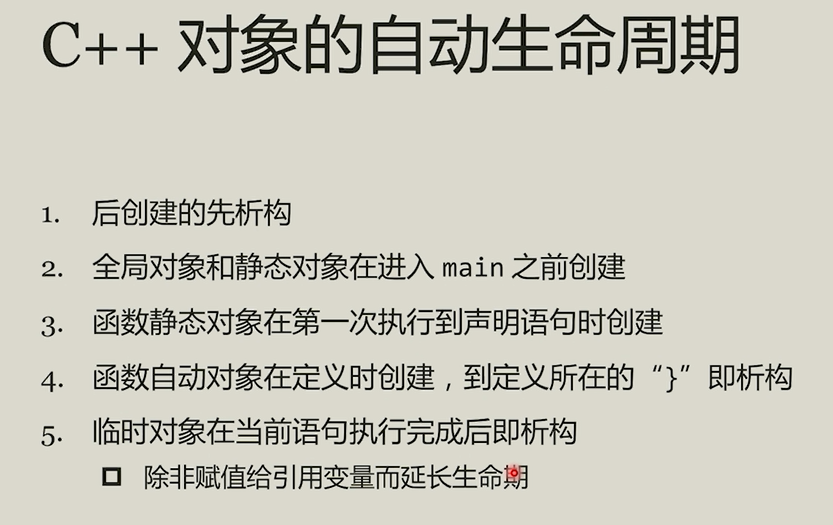 C++ 对象的自动生命周期
1. 后创建的先析构
2. 全局对象和静态对象在进入 main 之前创建
3. 函数静态对象在第一次执行到声明语句时创建
4. 函数自动对象在定义时创建，到定义所在的“}”即析构
5. 临时对象在当前语句执行完成后即析构
除非赋值给引用变量而延长生命期